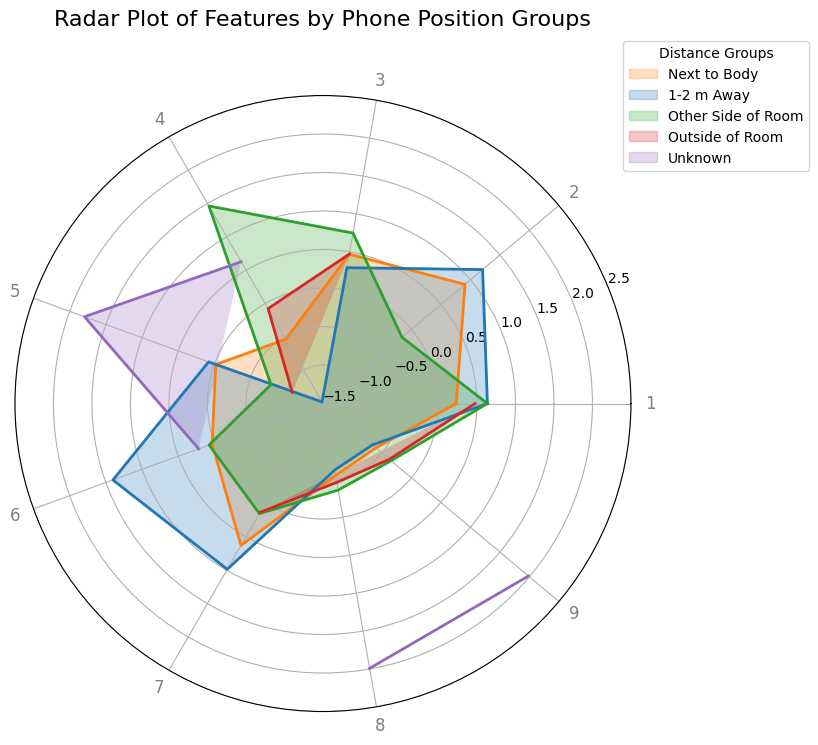 Radar Plot of Features by Phone Position Groups
Distance Groups
Next to Body
1-2 m Away
Other Side of Room
Outside of Room
Unknown
1
2
3
4
5
6
7
8
9
−1.5
−1.0
−0.5
0.0
0.5
1.0
1.5
2.0
2.5